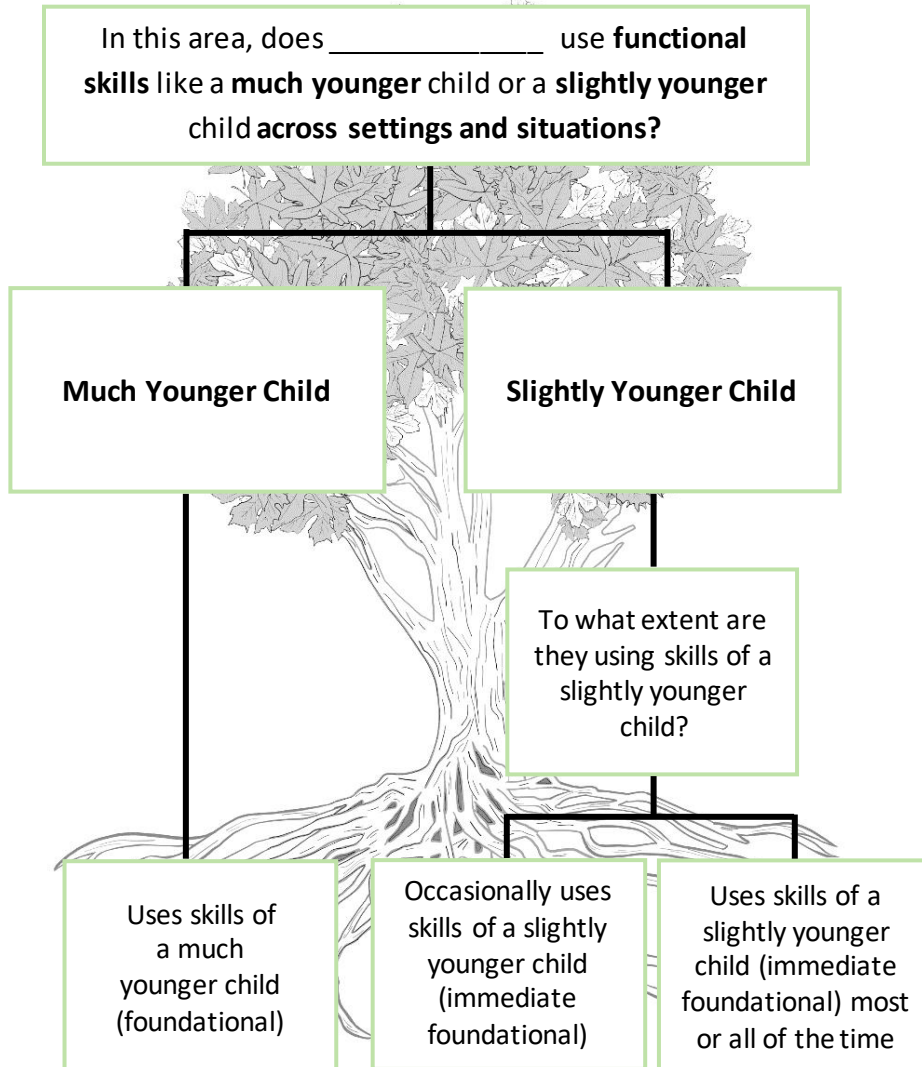 In this area, does ______________ use functional
skills like a much younger child or a slightly younger
child across settings and situations?
Much Younger Child
Slightly Younger Child
To what extent are
they using skills of a
slightly younger
child?
Uses skills of
a much
younger child
(foundational)
Occasionally uses
skills of a slightly
younger child
(immediate
foundational)
Uses skills of a
slightly younger
child (immediate
foundational) most
or all of the time